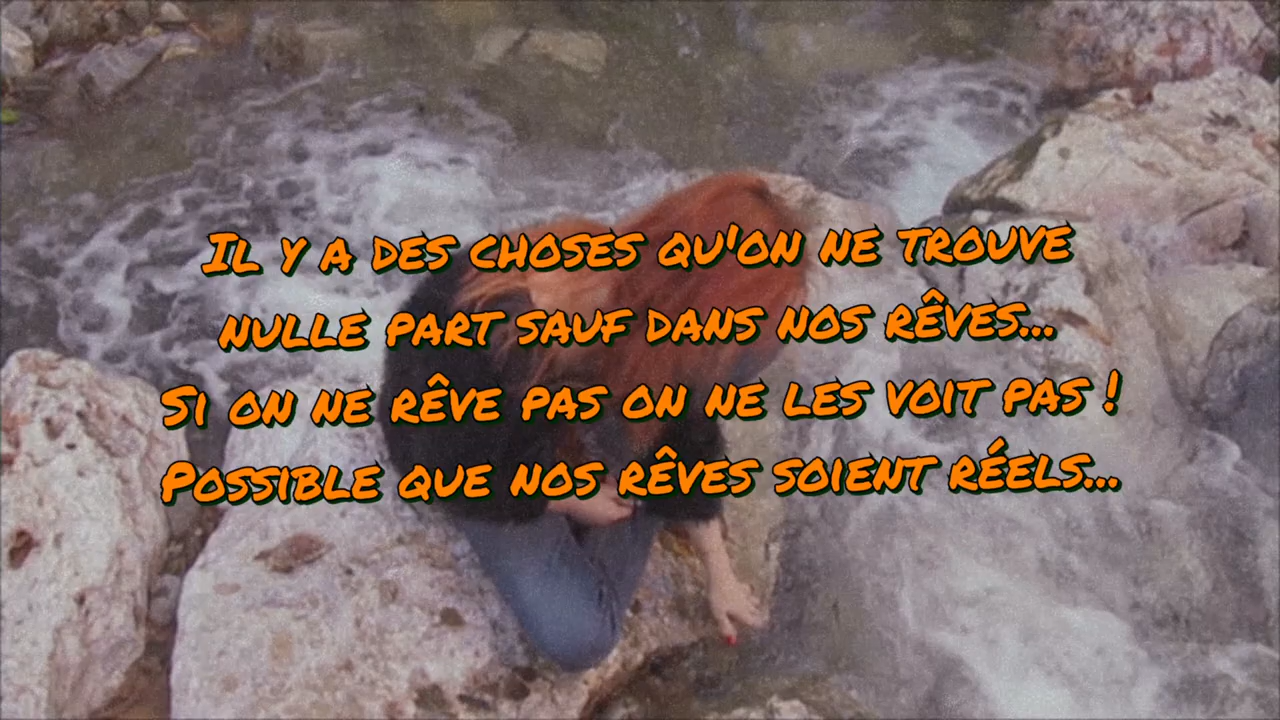 Il y a des choses qu'on ne trouve
nulle part sauf dans nos rêves...
Si on ne rêve pas on ne les voit pas !
Possible que nos rêves soient réels...